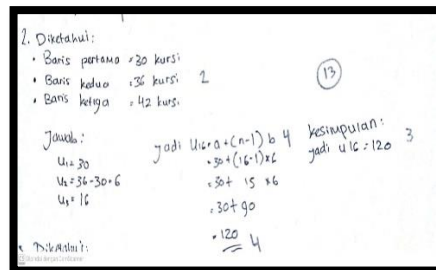 2. Diketahui:
• Baris pertama = 30 kursi
• Baris kedua = 36 kursi 2
• Baris ketiga = 42 kursi
13
Jawab:
U1 = 30
U2 = 36-30=6
U3 = 16
jadi U16 = a + (n-1) b 4
= 30 + (16-1) x 6
= 30 + 15 x 6
= 30 + 90
= 120 4
kesimpulan:
jadi u 16 = 120 3
Diketahui: